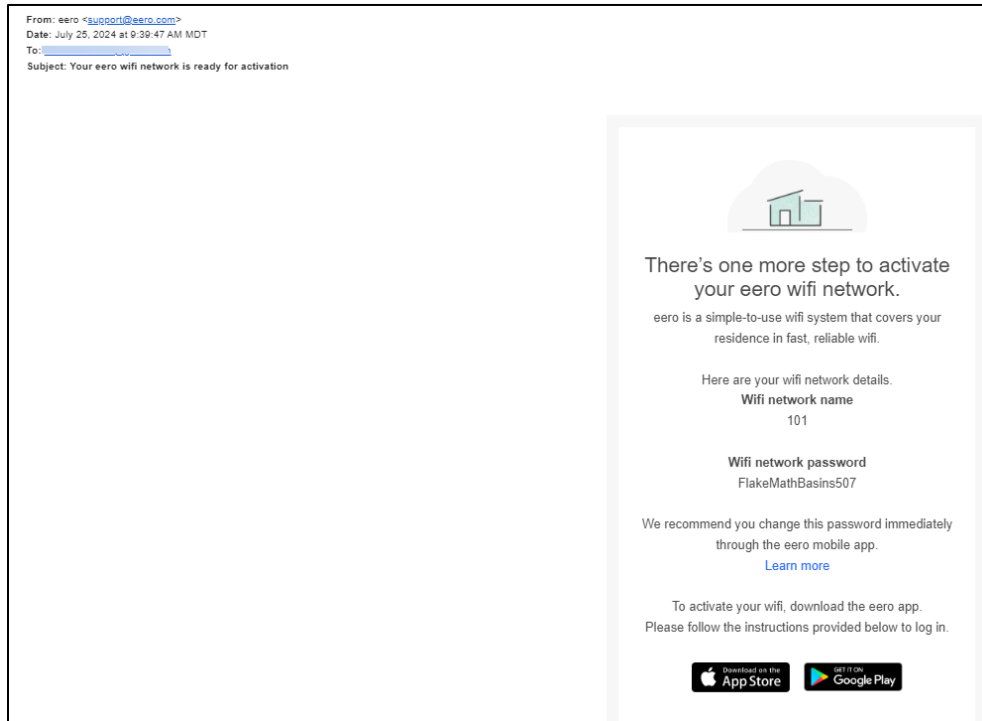 From: eero <support@eero.com>
Date: July 25, 2024 at 9:39:47 AM MDT
To:
Subject: Your eero wifi network is ready for activation
There's one more step to activate
your eero wifi network.
eero is a simple-to-use wifi system that covers your
residence in fast, reliable wifi.
Here are your wifi network details.
Wifi network name
101
Wifi network password
FlakeMathBasins507
We recommend you change this password immediately
through the eero mobile app.
Learn more
To activate your wifi, download the eero app.
Please follow the instructions provided below to log in.
Download on the
App Store
GET IT ON
Google Play